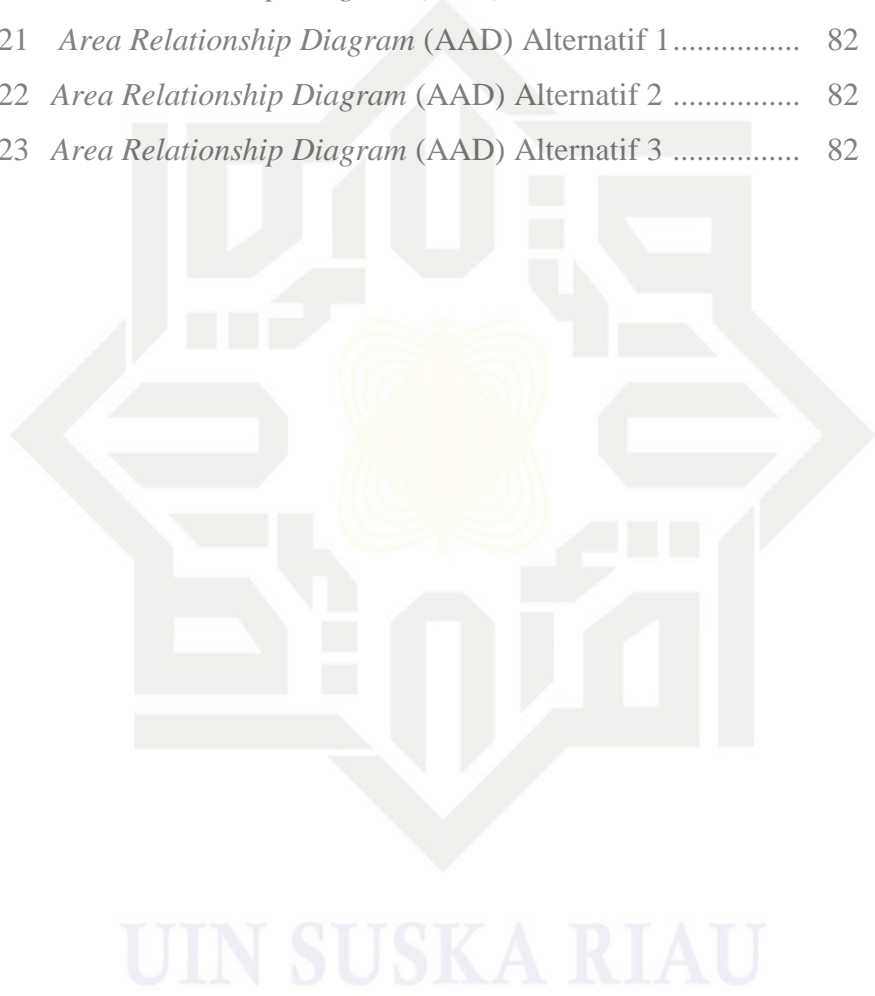 21 Area Relationship Diagram (AAD) Alternatif 1............... 82
22 Area Relationship Diagram (AAD) Alternatif 2 ............... 82
23 Area Relationship Diagram (AAD) Alternatif 3 ............... 82
UIN SUSKA RIAU